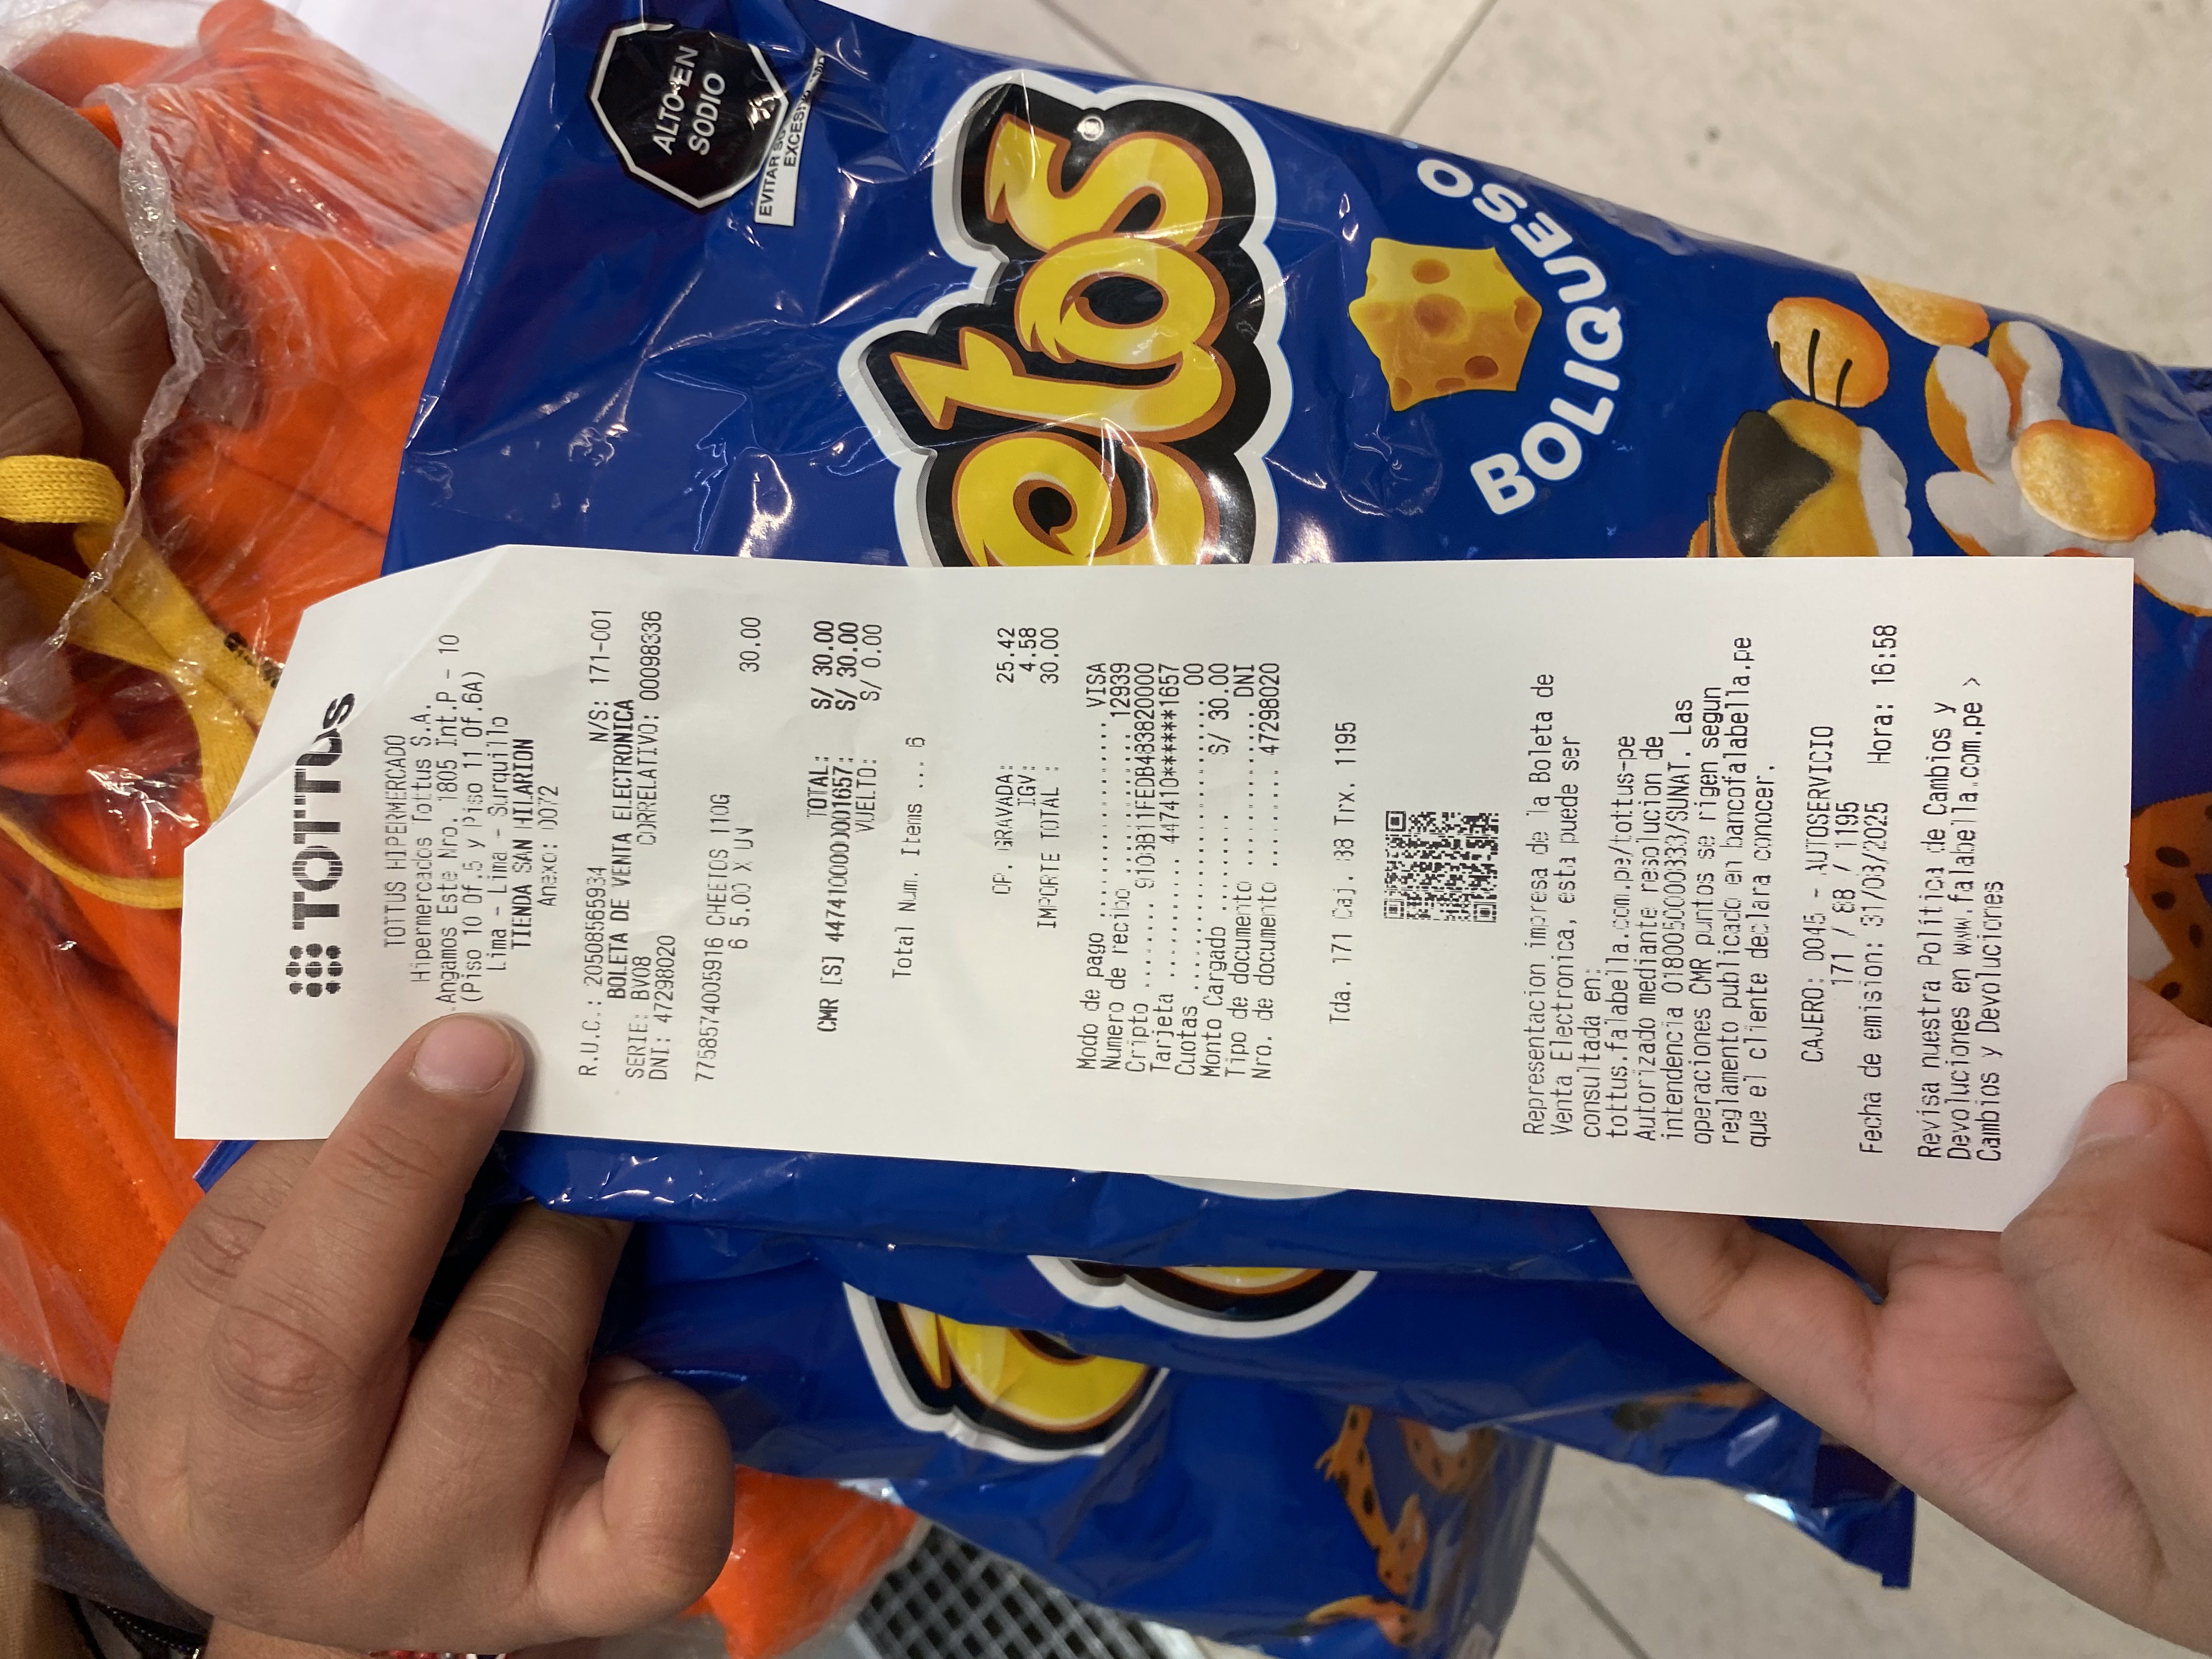 TOTTUS
TOTTUS HIPERMERCADO
Hipermercados Tottus S.A.
.Angamos Este Nro. 1805 Int.P - 10
(Piso 10 Of.5 y Piso 11 Of.6A)
Lima - Lima - Surquillo
TIENDA SAN HILARION
Anexo: 0072
R.U.C.: 20508565934 N/S: 171-001
BOLETA DE VENTA ELECTRONICA
SERIE: BV08 CORRELATIVO: 00098336
DNI: 47298020
7758574005916 CHEETOS 110G
6 5.00 X UN 30.00
TOTAL: S/ 30.00
CMR [S] 4474100000001657: S/ 30.00
VUELTO: S/ 0.00
Total Num. Items ... 6
OP. GRAVADA: 25.42
IGV: 4.58
IMPORTE TOTAL : 30.00
Modo de pago .................. VISA
Numero de recibo ............. 12939
Cripto ........ 9103B11FEDB483820000
Tarjeta ........... 447410******1657
Cuotas ......................... 00
Monto Cargado ......... S/ 30.00
Tipo de documento .............. DNI
Nro. de documento ......... 47298020
Tda. 171 Caj. 88 Trx. 1195
Representacion impresa de la Boleta de
Venta Electronica, esta puede ser
consultada en:
tottus.falabella.com.pe/tottus-pe
Autorizado mediante resolucion de
intendencia 0180050000833/SUNAT. Las
operaciones CMR puntos se rigen segun
reglamento publicado en bancofalabella.pe
que el cliente declara conocer.
CAJERO: 0045 - AUTOSERVICIO
171 / 88 / 1195
Fecha de emision: 31/08/2025 Hora: 16:58
Revisa nuestra Política de Cambios y
Devoluciones en www.falabella.com.pe >
Cambios y Devoluciones
ALTO EN
SODIO
EVITAR
etos
BOLIQUESO